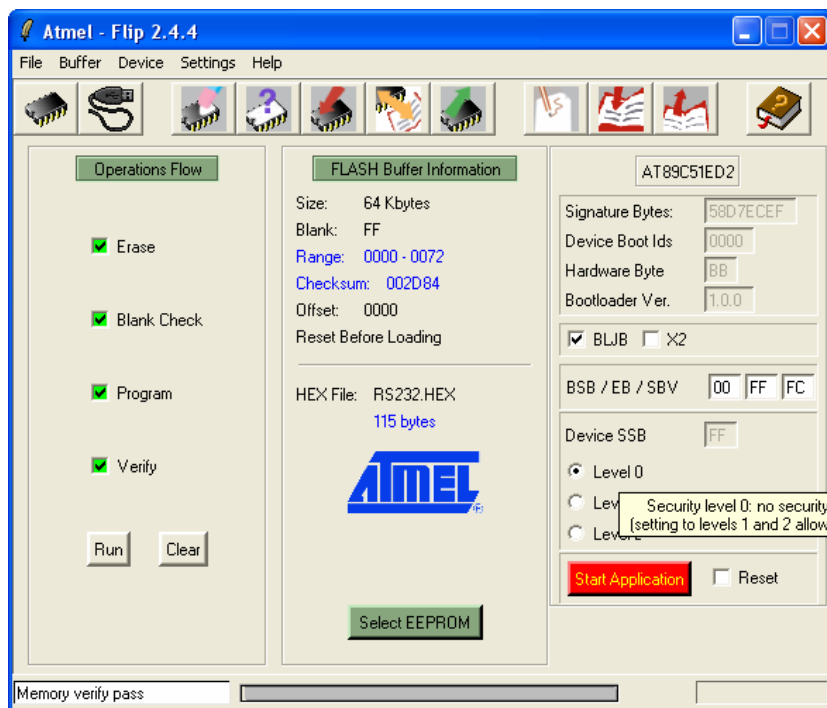 Atmel - Flip 2.4.4
File Buffer Device Settings Help
Operations Flow
Erase
Blank Check
Program
Verify
Run Clear
FLASH Buffer Information
Size: 64 Kbytes
Blank: FF
Range: 0000 - 0072
Checksum: 002D84
Offset: 0000
Reset Before Loading
HEX File: RS232.HEX
115 bytes
ATMEL
Select EEPROM
AT89C51ED2
Signature Bytes: 58D7ECEF
Device Boot Ids 0000
Hardware Byte BB
Bootloader Ver. 1.0.0
BLJB X2
BSB / EB / SBV 00 FF FC
Device SSB FF
Level 0
Security level 0: no security
(setting to levels 1 and 2 allow
Start Application Reset
Memory verify pass